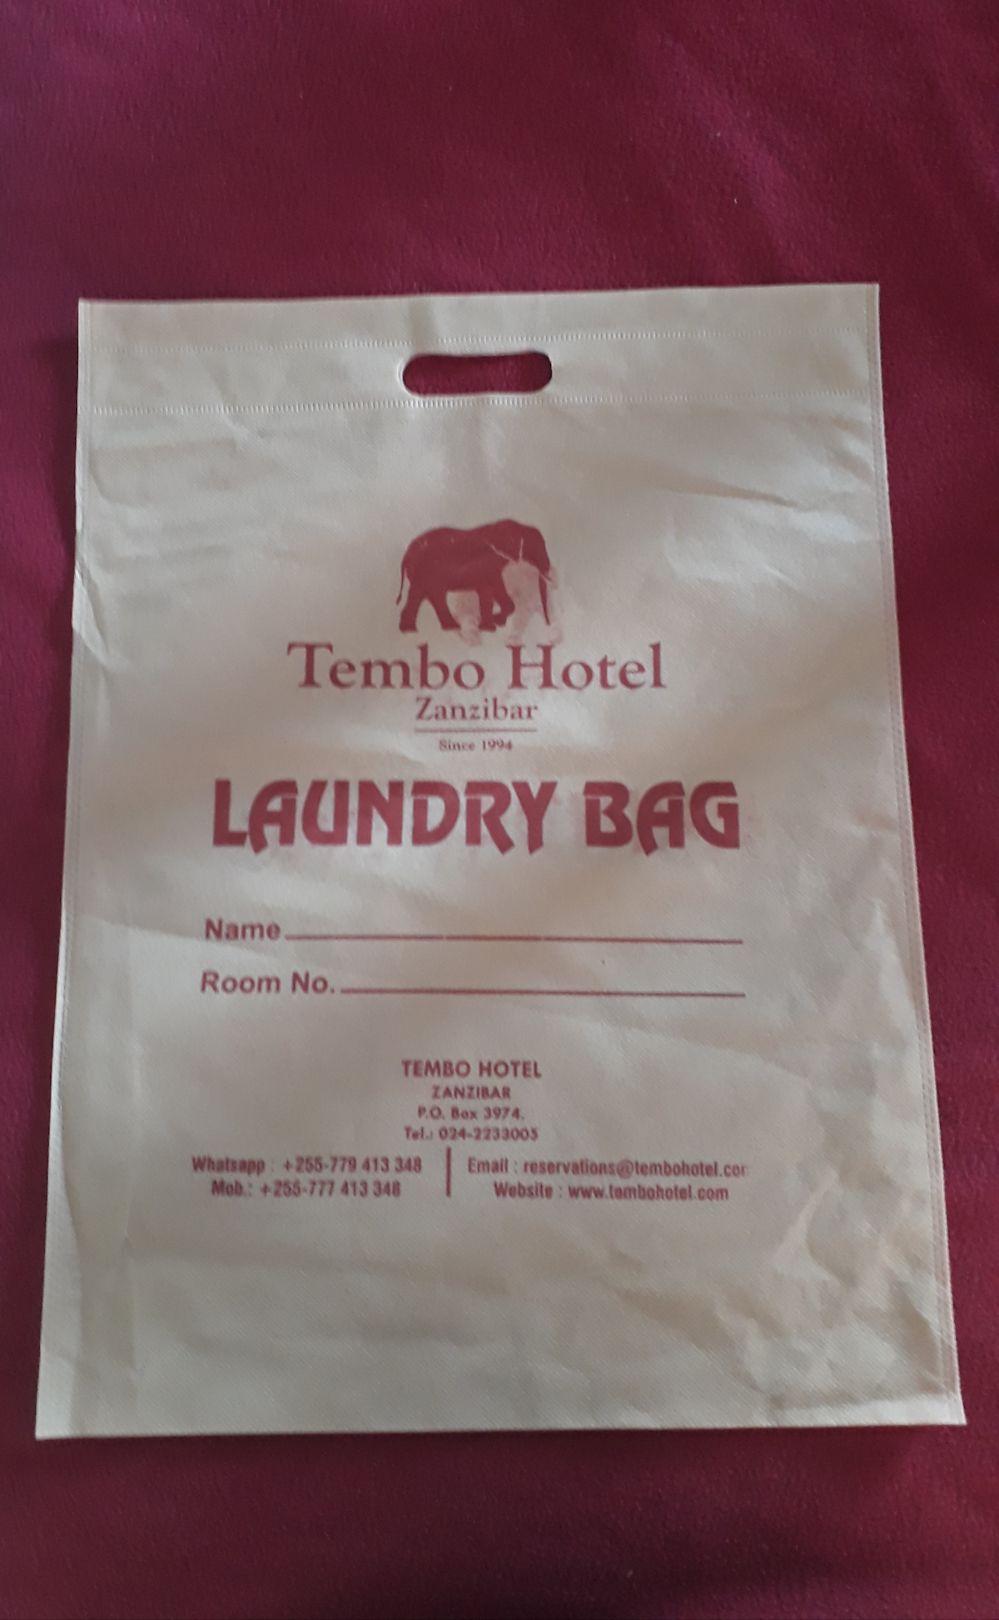 Tembo Hotel
Zanzibar
Since 1994
LAUNDRY BAG
Name
Room No.
TEMBO HOTEL
ZANZIBAR
P.O. Box 3974.
Tel.: 024-2233005
Whatsapp : +255-779 413 348
Mob.: +255-777 413 348
Email : reservations@tembohotel.cor
Website : www.tembohotel.com